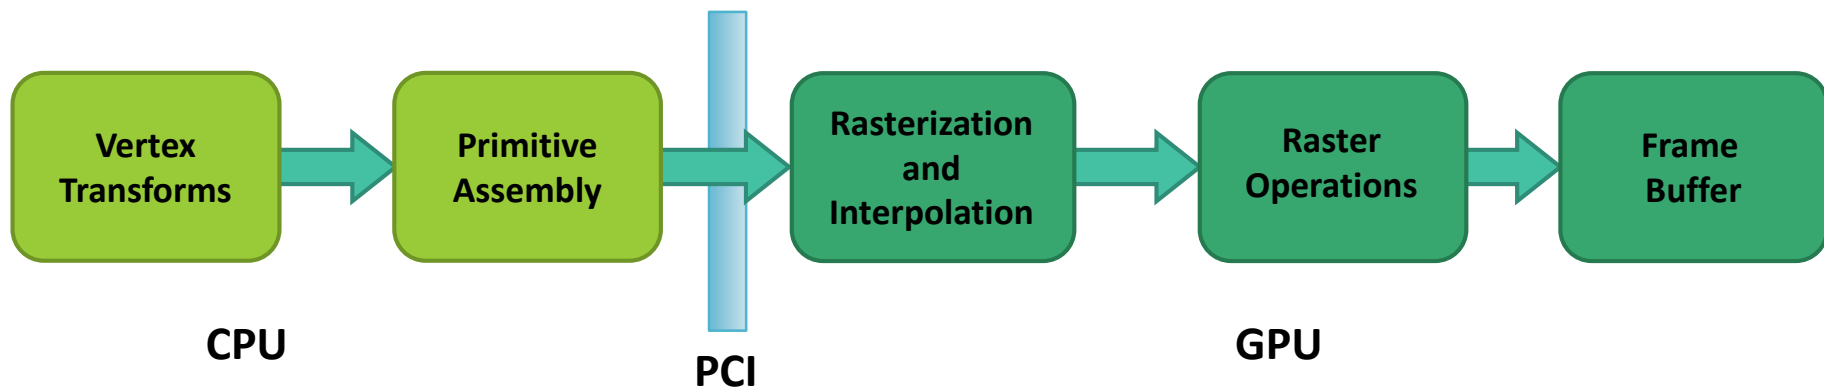 Vertex
Transforms
Primitive
Assembly
Rasterization
and
Interpolation
Raster
Operations
Frame
Buffer
CPU
PCI
GPU